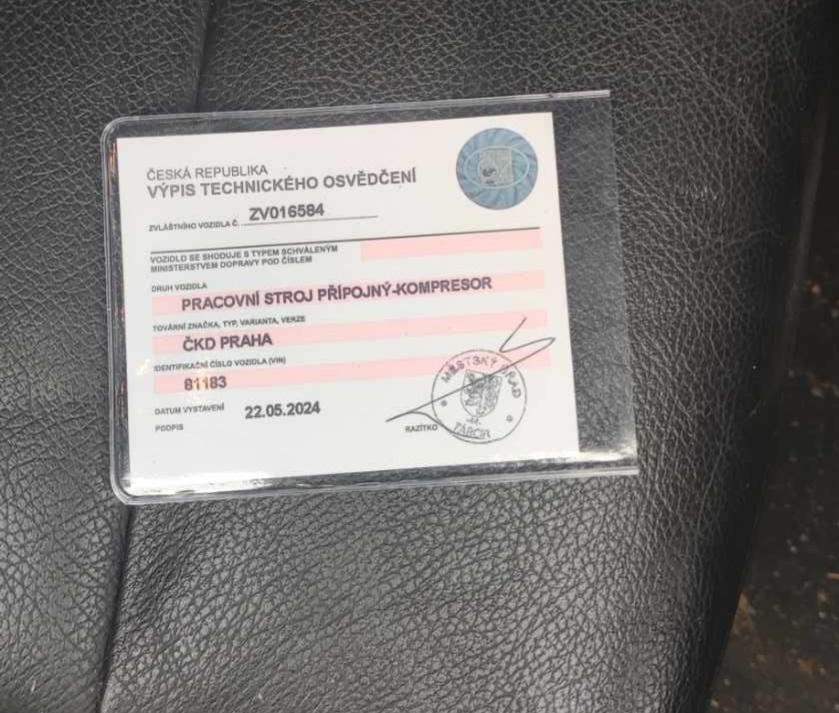 ČESKÁ REPUBLIKA
VÝPIS TECHNICKÉHO OSVĚDČENÍ
ZVLÁŠTNÍHO VOZIDLA Č. ZV016584
VOZIDLO SE SHODUJE S TYPEM SCHVÁLENÝM
MINISTERSTVEM DOPRAVY POD ČÍSLEM
DRUH VOZIDLA
PRACOVNÍ STROJ PŘÍPOJNÝ-KOMPRESOR
TOVÁRNÍ ZNAČKA, TYP, VARIANTA, VERZE
ČKD PRAHA
IDENTIFIKAČNÍ ČÍSLO VOZIDLA (VIN)
81183
DATUM VYSTAVENÍ 22.05.2024
PODPIS
RAZÍTKO
MĚSTSKÝ ÚŘAD